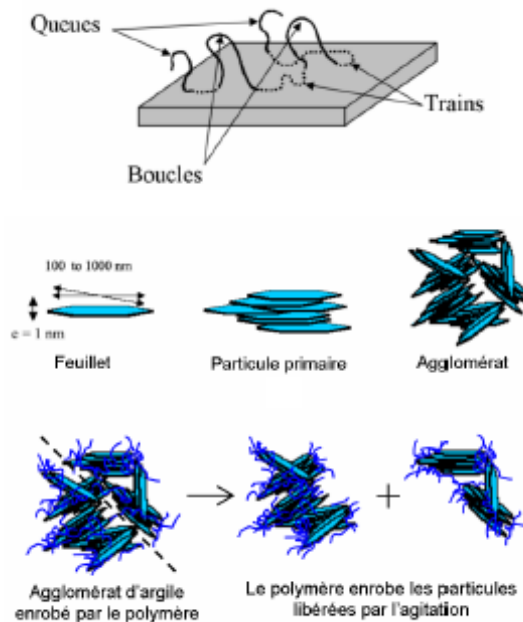 Queues
Trains
Boucles
100 to 1000 nm
e = 1 nm
Feuillet
Particule primaire
Agglomérat
Agglomérat d'argile
enrobé par le polymère
Le polymère enrobe les particules
libérées par l'agitation